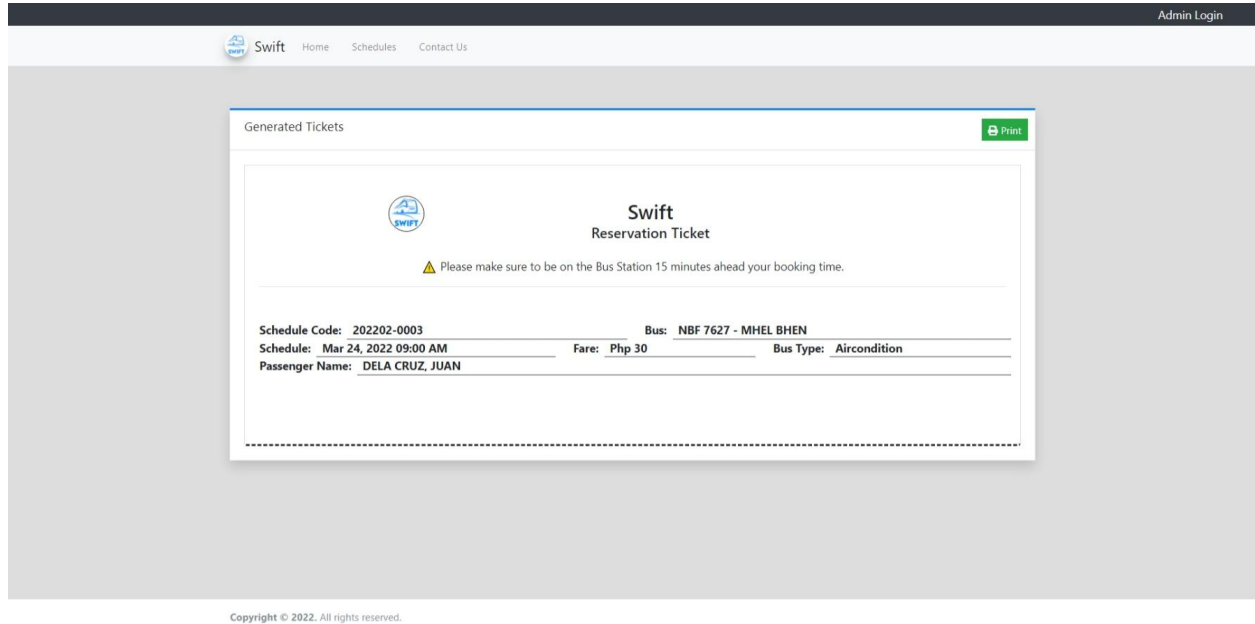 Admin Login
SWIFT Swift Home Schedules Contact Us
Generated Tickets Print
SWIFT
Swift
Reservation Ticket
Please make sure to be on the Bus Station 15 minutes ahead your booking time.
Schedule Code: 202202-0003 Bus: NBF 7627 - MHEL BHEN
Schedule: Mar 24, 2022 09:00 AM Fare: Php 30 Bus Type: Aircondition
Passenger Name: DELA CRUZ, JUAN
Copyright © 2022. All rights reserved.